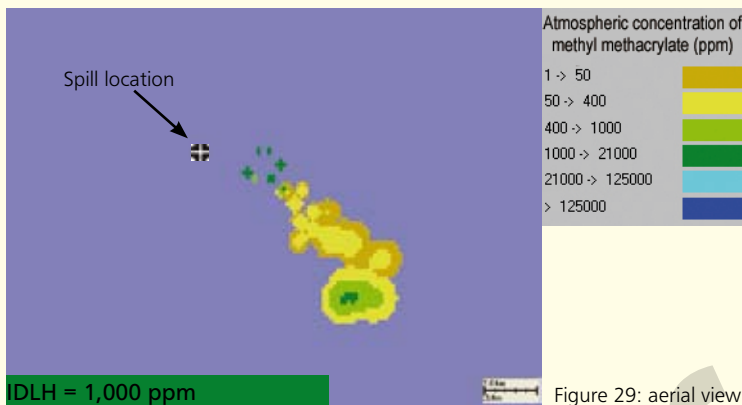 Atmospheric concentration of
methyl methacrylate (ppm)
Spill location
1 -> 50
50 -> 400
400 -> 1000
1000 -> 21000
21000 -> 125000
> 125000
IDLH = 1,000 ppm
Figure 29: aerial view